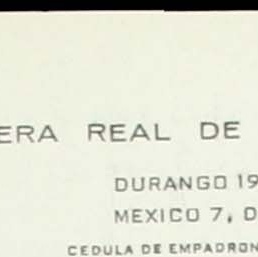 ERA REAL DE
DURANGO 19
MEXICO 7, D
CEDULA DE EMPADRON